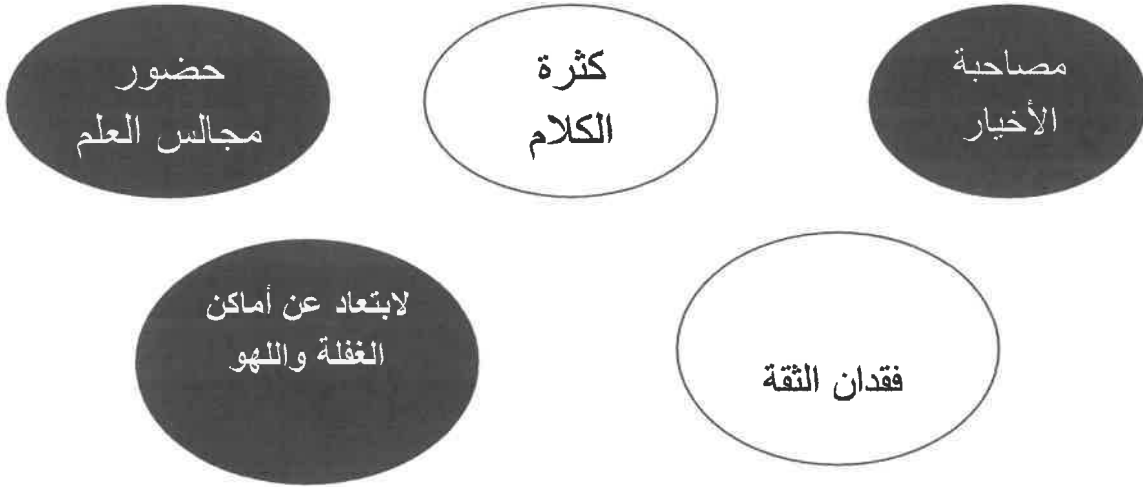 مصاحبة
الأخيار
كثرة
الكلام
حضور
مجالس العلم
فقدان الثقة
لابتعاد عن أماكن
الغفلة واللهو